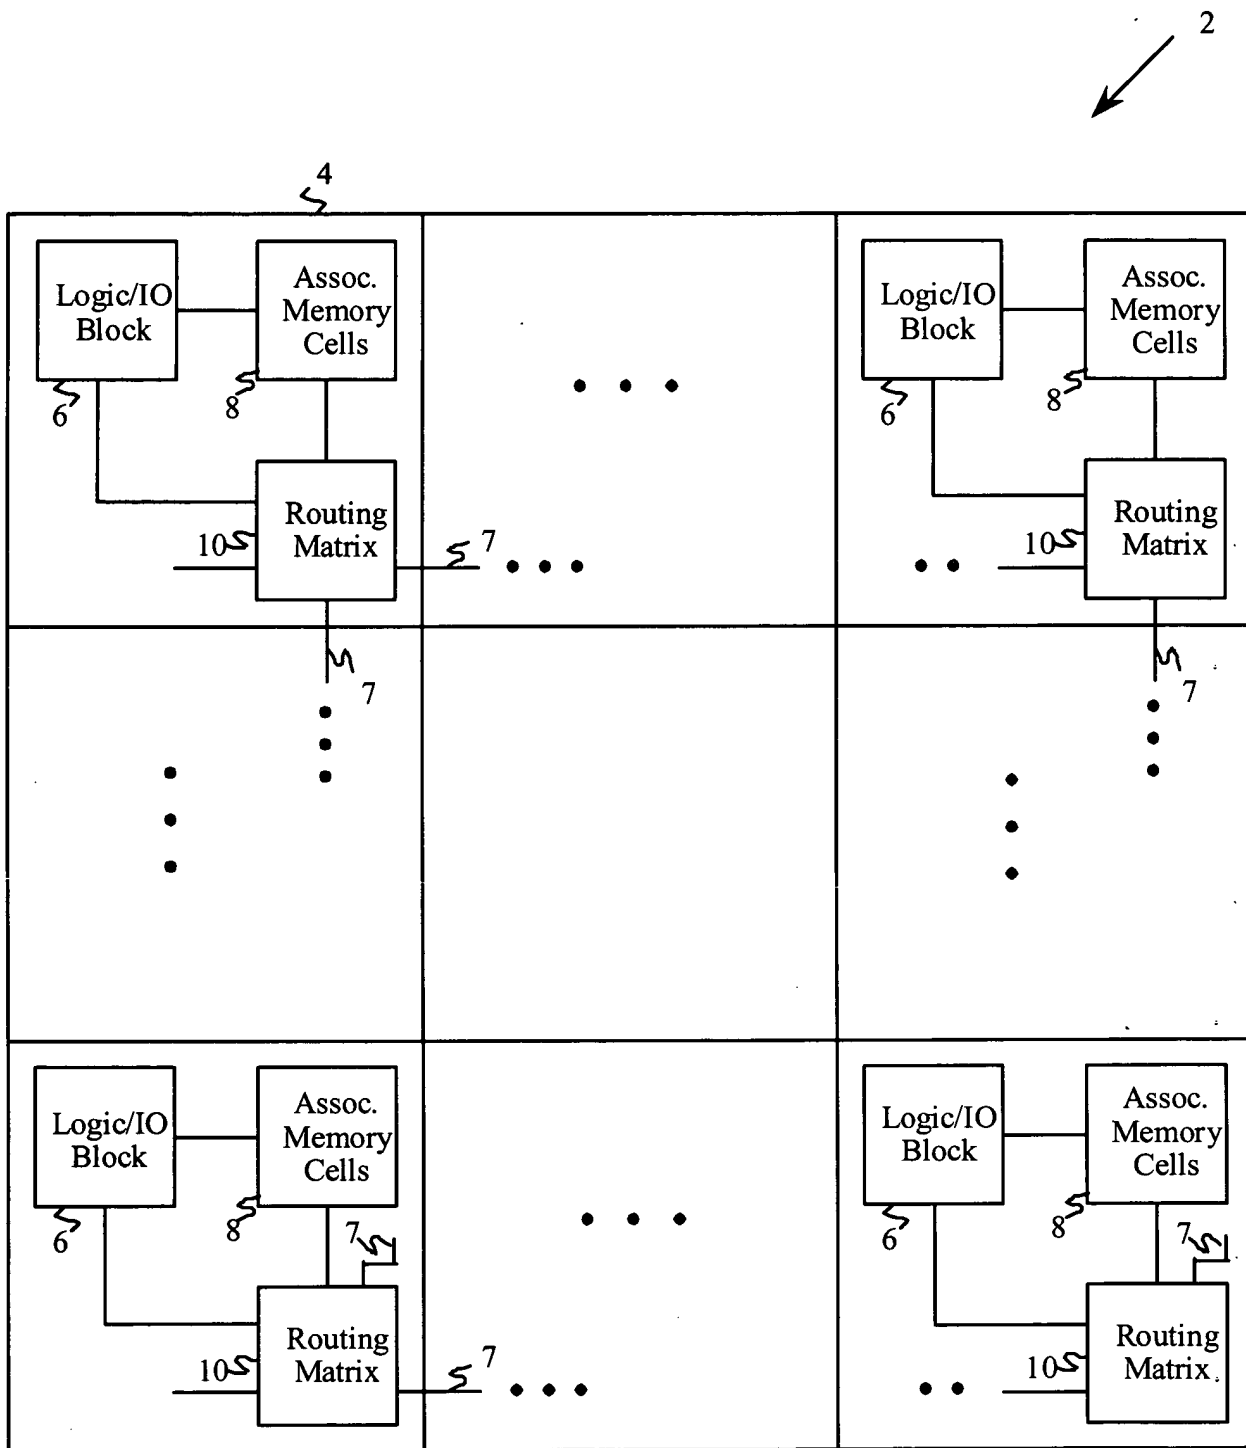 2
4
Logic/IO
Block
Assoc.
Memory
Cells
6
8
Routing
Matrix
10
7
7
Logic/IO
Block
Assoc.
Memory
Cells
6
8
Routing
Matrix
10
7
Logic/IO
Block
Assoc.
Memory
Cells
6
8
7
Routing
Matrix
10
7
Logic/IO
Block
Assoc.
Memory
Cells
6
8
7
Routing
Matrix
10